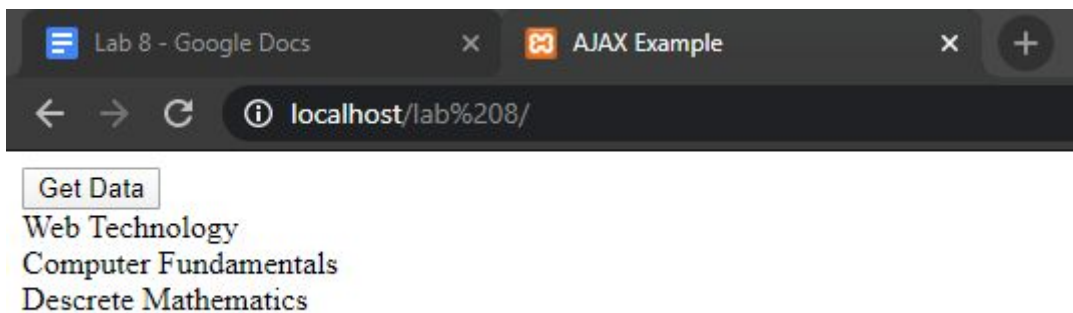 Lab 8 - Google Docs
AJAX Example
localhost/lab%208/
Get Data
Web Technology
Computer Fundamentals
Descrete Mathematics